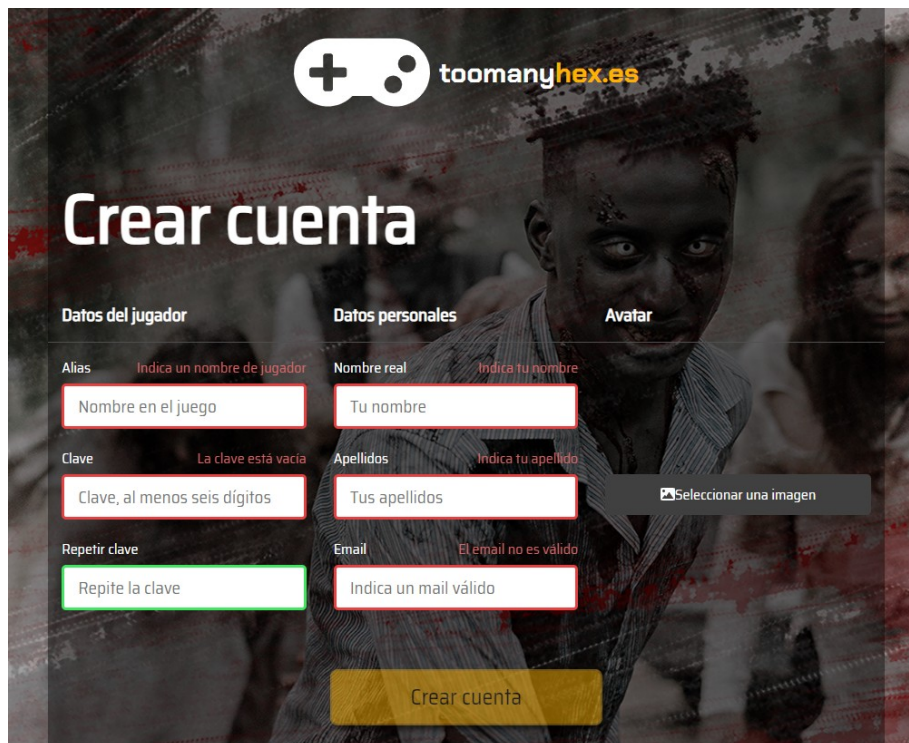 toomanyhex.es
Crear cuenta
Datos del jugador
Alias Indica un nombre de jugador
Nombre en el juego
Clave La clave está vacía
Clave, al menos seis dígitos
Repetir clave
Repite la clave
Datos personales
Nombre real Indica tu nombre
Tu nombre
Apellidos Indica tu apellido
Tus apellidos
Email El email no es válido
Indica un mail válido
Avatar
Seleccionar una imagen
Crear cuenta